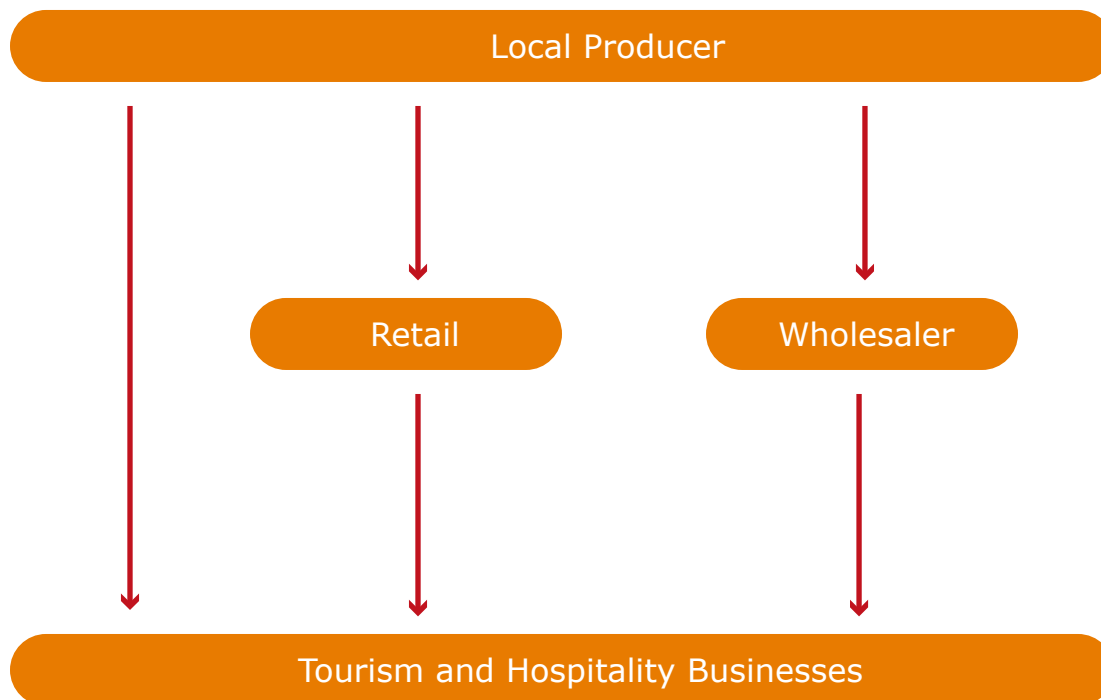 Local Producer
Retail
Wholesaler
Tourism and Hospitality Businesses